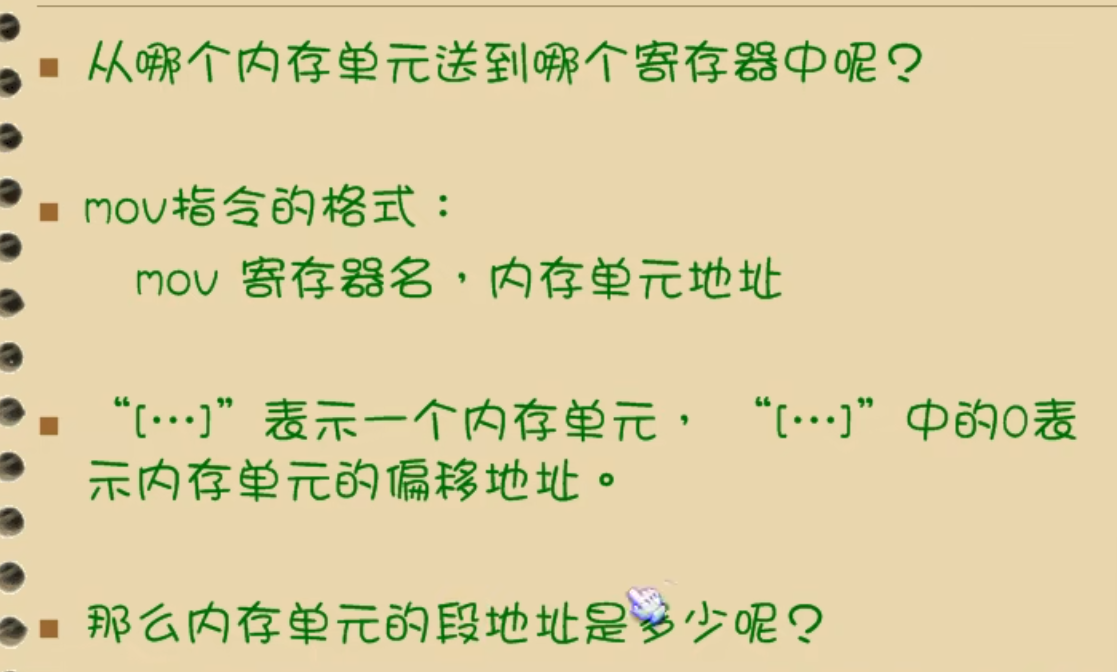 从哪个内存单元送到哪个寄存器中呢？
mov指令的格式：
mov 寄存器名，内存单元地址
“[…]”表示一个内存单元，“[…]”中的0表
示内存单元的偏移地址。
那么内存单元的段地址是多少呢？